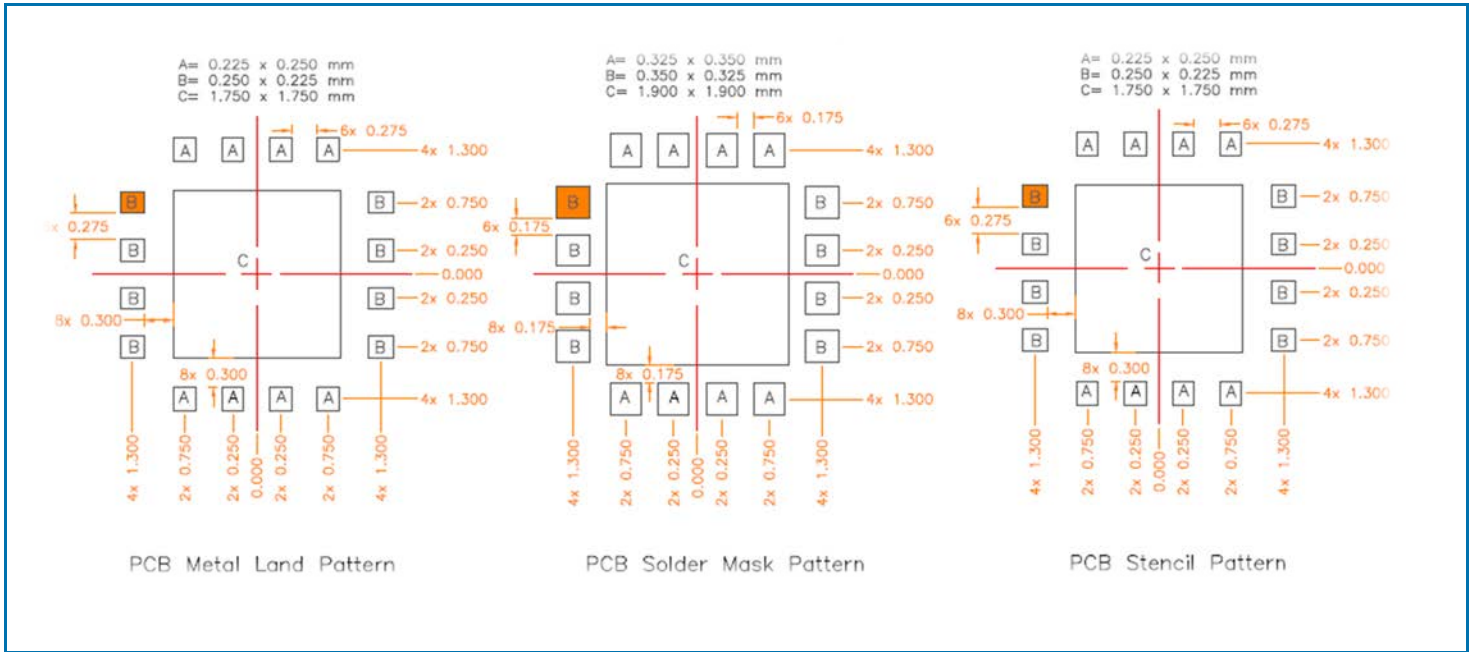 A= 0.225 x 0.250 mm
B= 0.250 x 0.225 mm
C= 1.750 x 1.750 mm
6x 0.275
A A A A
4x 1.300
B
B
2x 0.750
0.275
B
B
2x 0.250
C
0.000
B
B
2x 0.250
8x 0.300
B
B
2x 0.750
8x 0.300
A A A A
4x 1.300
4x 1.300
2x 0.750
2x 0.250
0.000
2x 0.250
2x 0.750
4x 1.300
PCB Metal Land Pattern
A= 0.325 x 0.350 mm
B= 0.350 x 0.325 mm
C= 1.900 x 1.900 mm
6x 0.175
A A A A
4x 1.300
B
B
2x 0.750
6x 0.175
B
B
2x 0.250
C
0.000
B
B
2x 0.250
8x 0.175
B
B
2x 0.750
8x 0.175
A A A A
4x 1.300
4x 1.300
2x 0.750
2x 0.250
0.000
2x 0.250
2x 0.750
4x 1.300
PCB Solder Mask Pattern
A= 0.225 x 0.250 mm
B= 0.250 x 0.225 mm
C= 1.750 x 1.750 mm
6x 0.275
A A A A
4x 1.300
B
B
2x 0.750
6x 0.275
B
B
2x 0.250
C
0.000
B
B
2x 0.250
8x 0.300
B
B
2x 0.750
8x 0.300
A A A A
4x 1.300
4x 1.300
2x 0.750
2x 0.250
0.000
2x 0.250
2x 0.750
4x 1.300
PCB Stencil Pattern